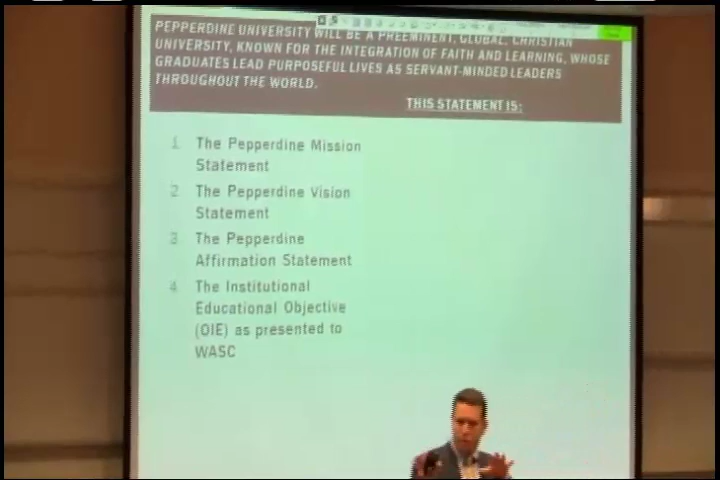 PEPPERDINE UNIVERSITY WILL BE A PREEMINENT, GLOBAL, CHRISTIAN
UNIVERSITY, KNOWN FOR THE INTEGRATION OF FAITH AND LEARNING, WHOSE
GRADUATES LEAD PURPOSEFUL LIVES AS SERVANT-MINDED LEADERS
THROUGHOUT THE WORLD.
THIS STATEMENT IS:
1 The Pepperdine Mission
Statement
2 The Pepperdine Vision
Statement
3 The Pepperdine
Affirmation Statement
4 The Institutional
Educational Objective
(OIE) as presented to
WASC